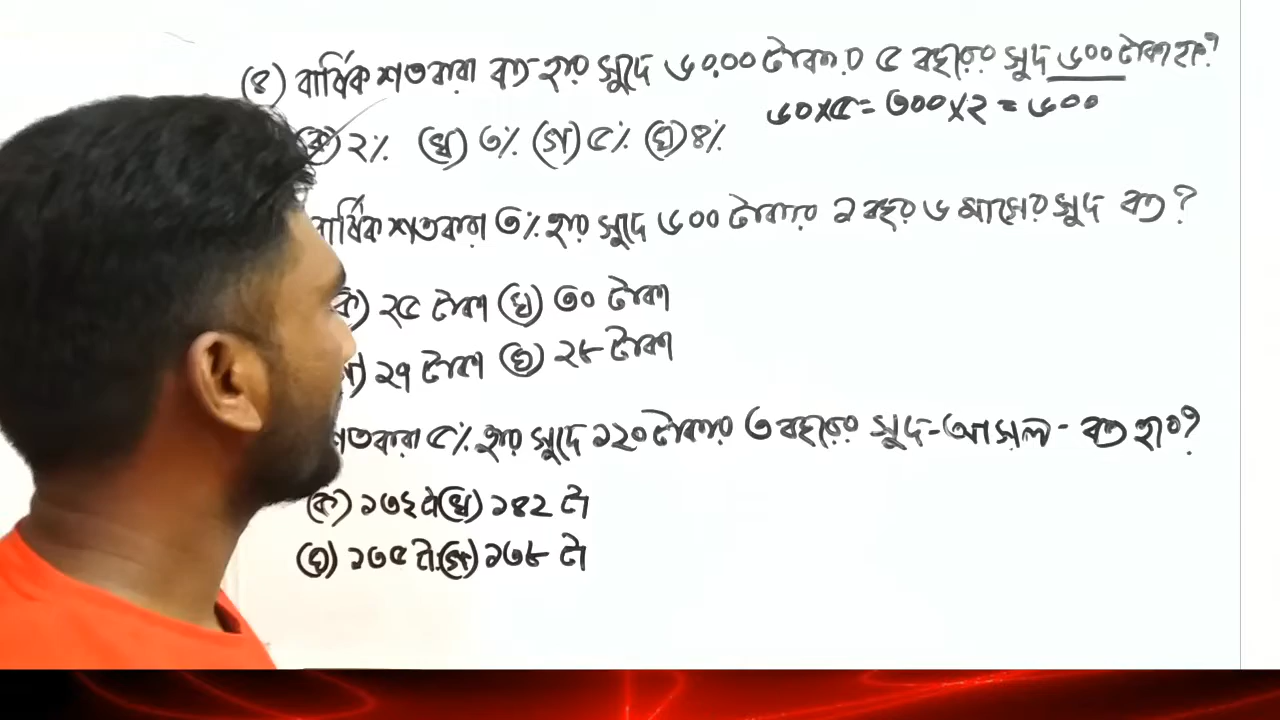 (৪) বার্ষিক শতকরা কত হার সুদে ৬০০০ টাকার ৫ বছরের সুদ ৬০০ টাকা হবে?
৬০×৫= ৩০০×২ = ৬০০
(ক) ২% (খ) ৩% (গ) ৫% (ঘ) ৪%
বার্ষিক শতকরা ৩% হার সুদে ৬০০ টাকার ১ বছর ৬ মাসের সুদ কত?
ক) ২৫ টাকা (খ) ৩০ টাকা
গ) ২৭ টাকা (ঘ) ২৮ টাকা
শতকরা ৫% হার সুদে ১২০ টাকার ৩ বছরের সুদ-আসল- কত হবে?
(ক) ১৩২ টা (খ) ১৪২ টা
(ঘ) ১৩৫ টা (গ) ১৩৮ টা